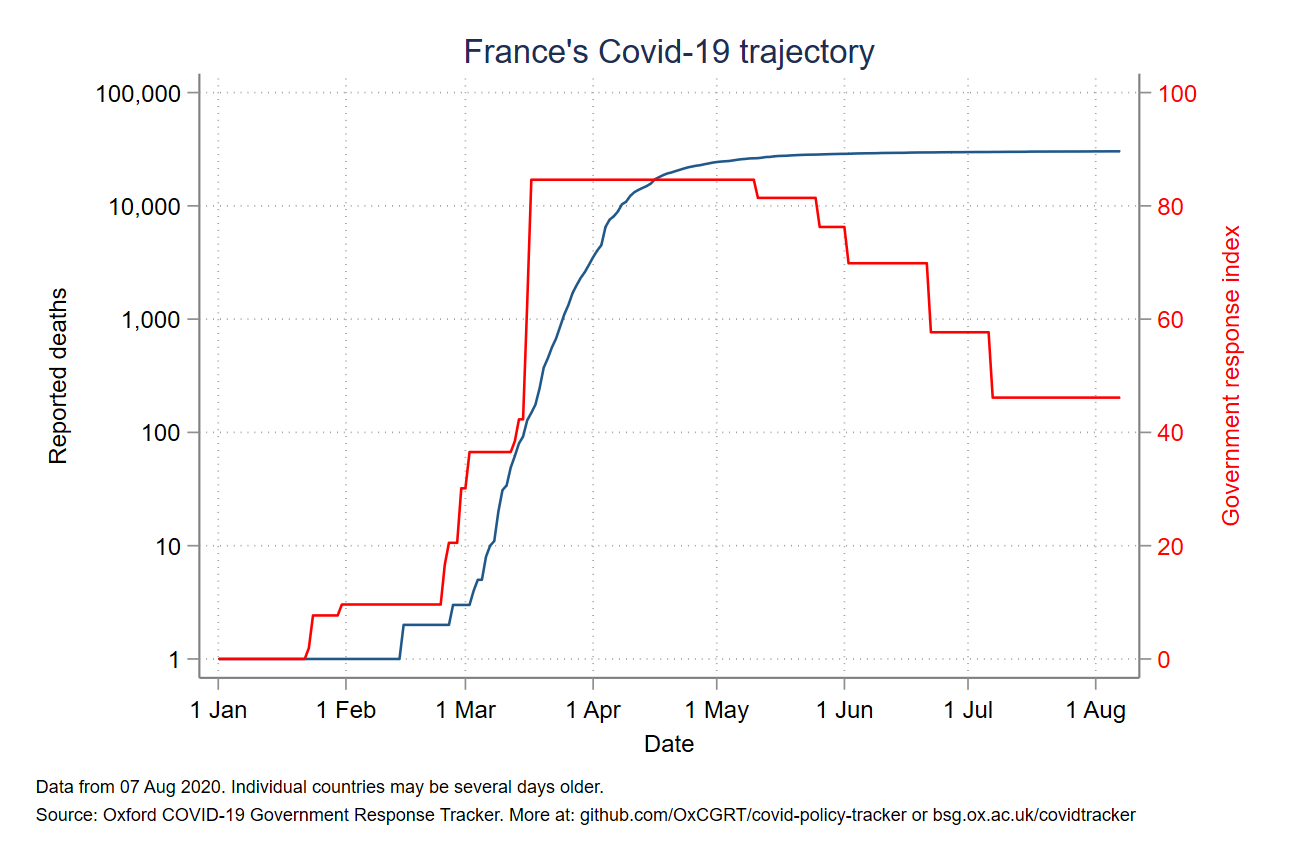 France's Covid-19 trajectory
100,000
10,000
1,000
100
10
1
Reported deaths
100
80
60
40
20
0
Government response index
1 Jan
1 Feb
1 Mar
1 Apr
1 May
1 Jun
1 Jul
1 Aug
Date
Data from 07 Aug 2020. Individual countries may be several days older.
Source: Oxford COVID-19 Government Response Tracker. More at: github.com/OxCGRT/covid-policy-tracker or bsg.ox.ac.uk/covidtracker